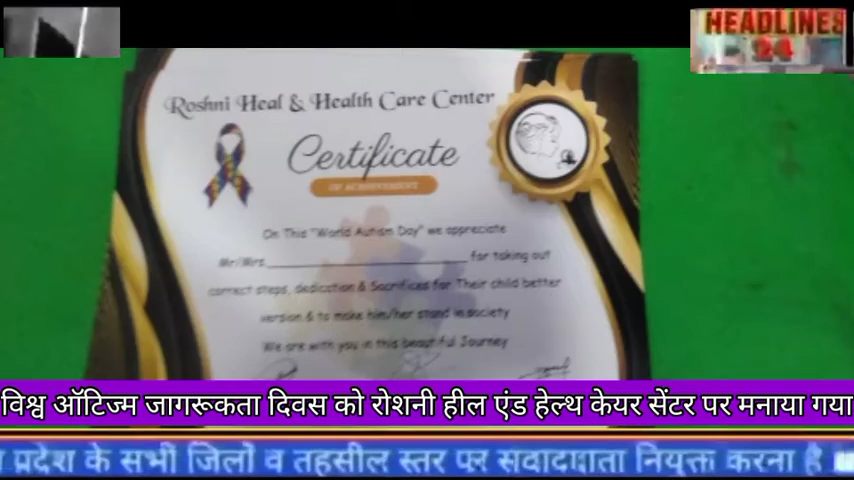 HEADLINES
24
Roshni Heal & Health Care Center
Certificate
OF ACHIEVEMENT
On This "World Autism Day" we appreciate
Mr/Mrs____________________ for taking out
correct steps, dedication & Sacrifices for Their child better
version & to make him/her stand in society
We are with you in this beautiful Journey
विश्व ऑटिज्म जागरूकता दिवस को रोशनी हील एंड हेल्थ केयर सेंटर पर मनाया गया
प्रदेश के सभी जिलों व तहसील स्तर पर संवाददाता नियुक्त करना है